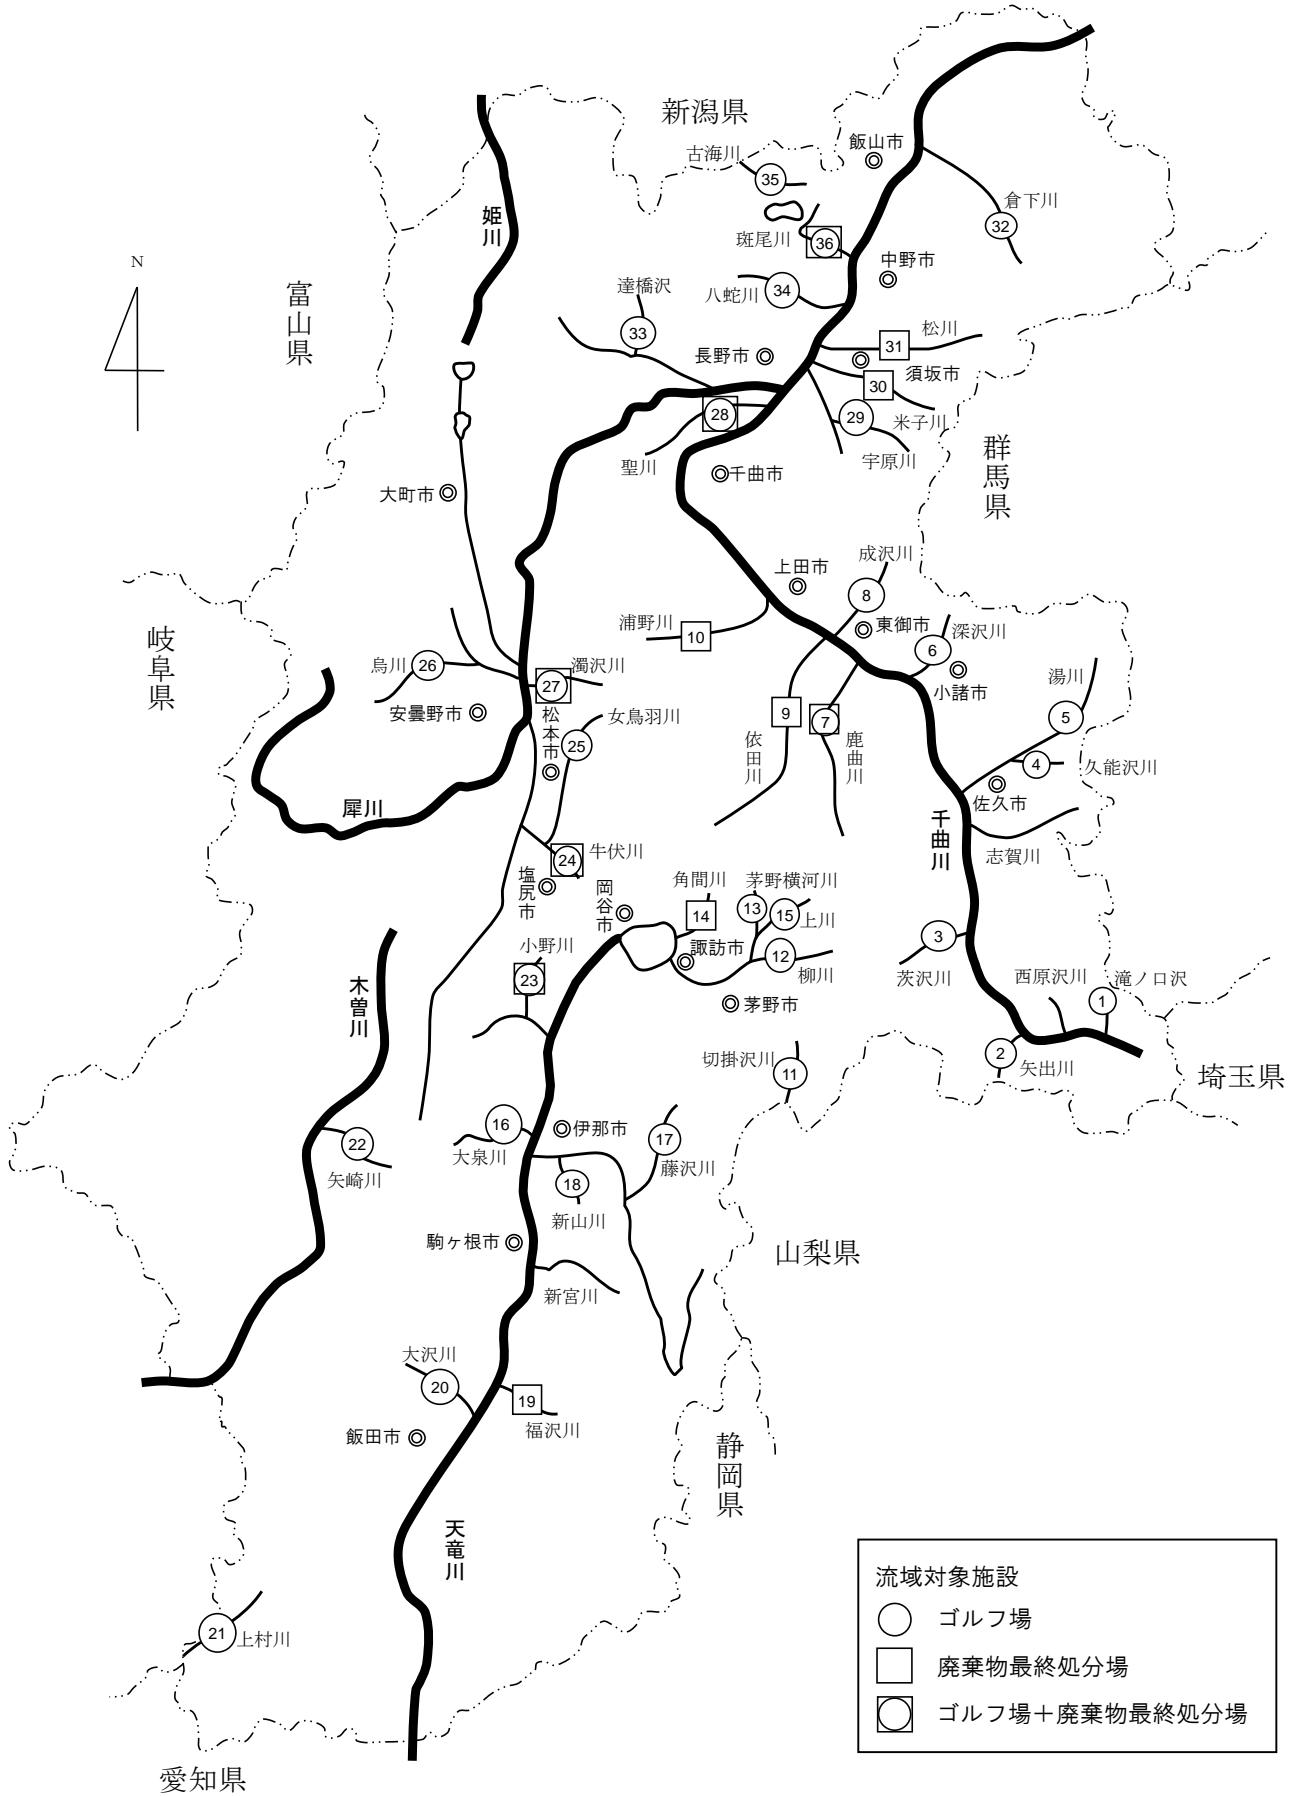 新潟県
古海川
飯山市
35
倉下川
32
姫川
斑尾川
36
N
中野市
達橋沢
八蛇川
34
富山県
33
松川
31
長野市
須坂市
30
28
29
米子川
聖川
宇原川
群馬県
千曲市
大町市
成沢川
上田市
8
浦野川
10
東御市
深沢川
6
岐阜県
烏川
26
濁沢川
27
小諸市
湯川
安曇野市
松本市
女鳥羽川
25
9
7
5
依田川
鹿曲川
4
久能沢川
佐久市
犀川
千曲川
志賀川
牛伏川
24
塩尻市
岡谷市
角間川
14
茅野横河川
13
15
上川
3
茨沢川
小野川
23
諏訪市
12
柳川
木曽川
茅野市
西原沢川
滝ノ口沢
1
切掛沢川
11
2
矢出川
埼玉県
16
伊那市
17
大泉川
藤沢川
22
矢崎川
18
新山川
駒ヶ根市
山梨県
新宮川
大沢川
20
19
福沢川
飯田市
静岡県
天竜川
21
上村川
愛知県
流域対象施設
ゴルフ場
廃棄物最終処分場
ゴルフ場＋廃棄物最終処分場